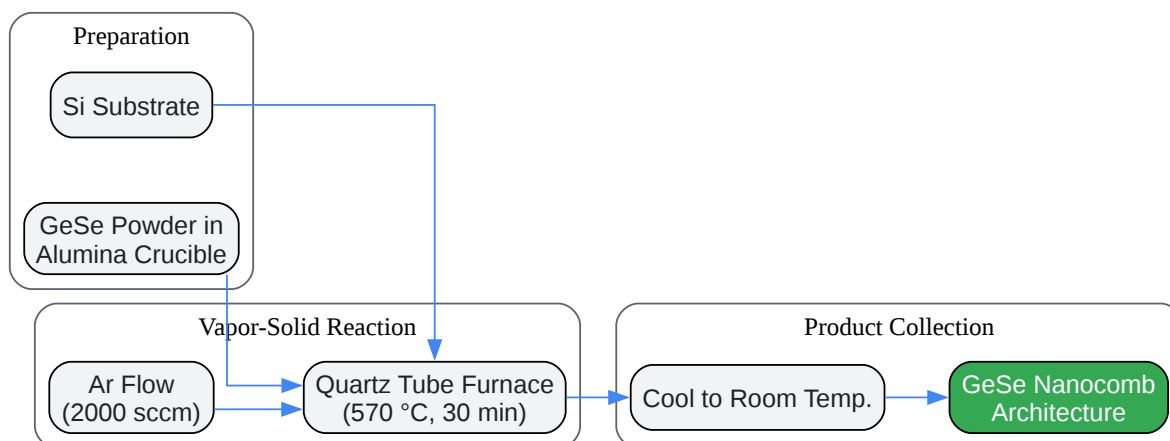 Preparation
Si Substrate
GeSe Powder in
Alumina Crucible
Vapor-Solid Reaction
Ar Flow
(2000 sccm)
Quartz Tube Furnace
(570 °C, 30 min)
Product Collection
Cool to Room Temp.
GeSe Nanocomb
Architecture